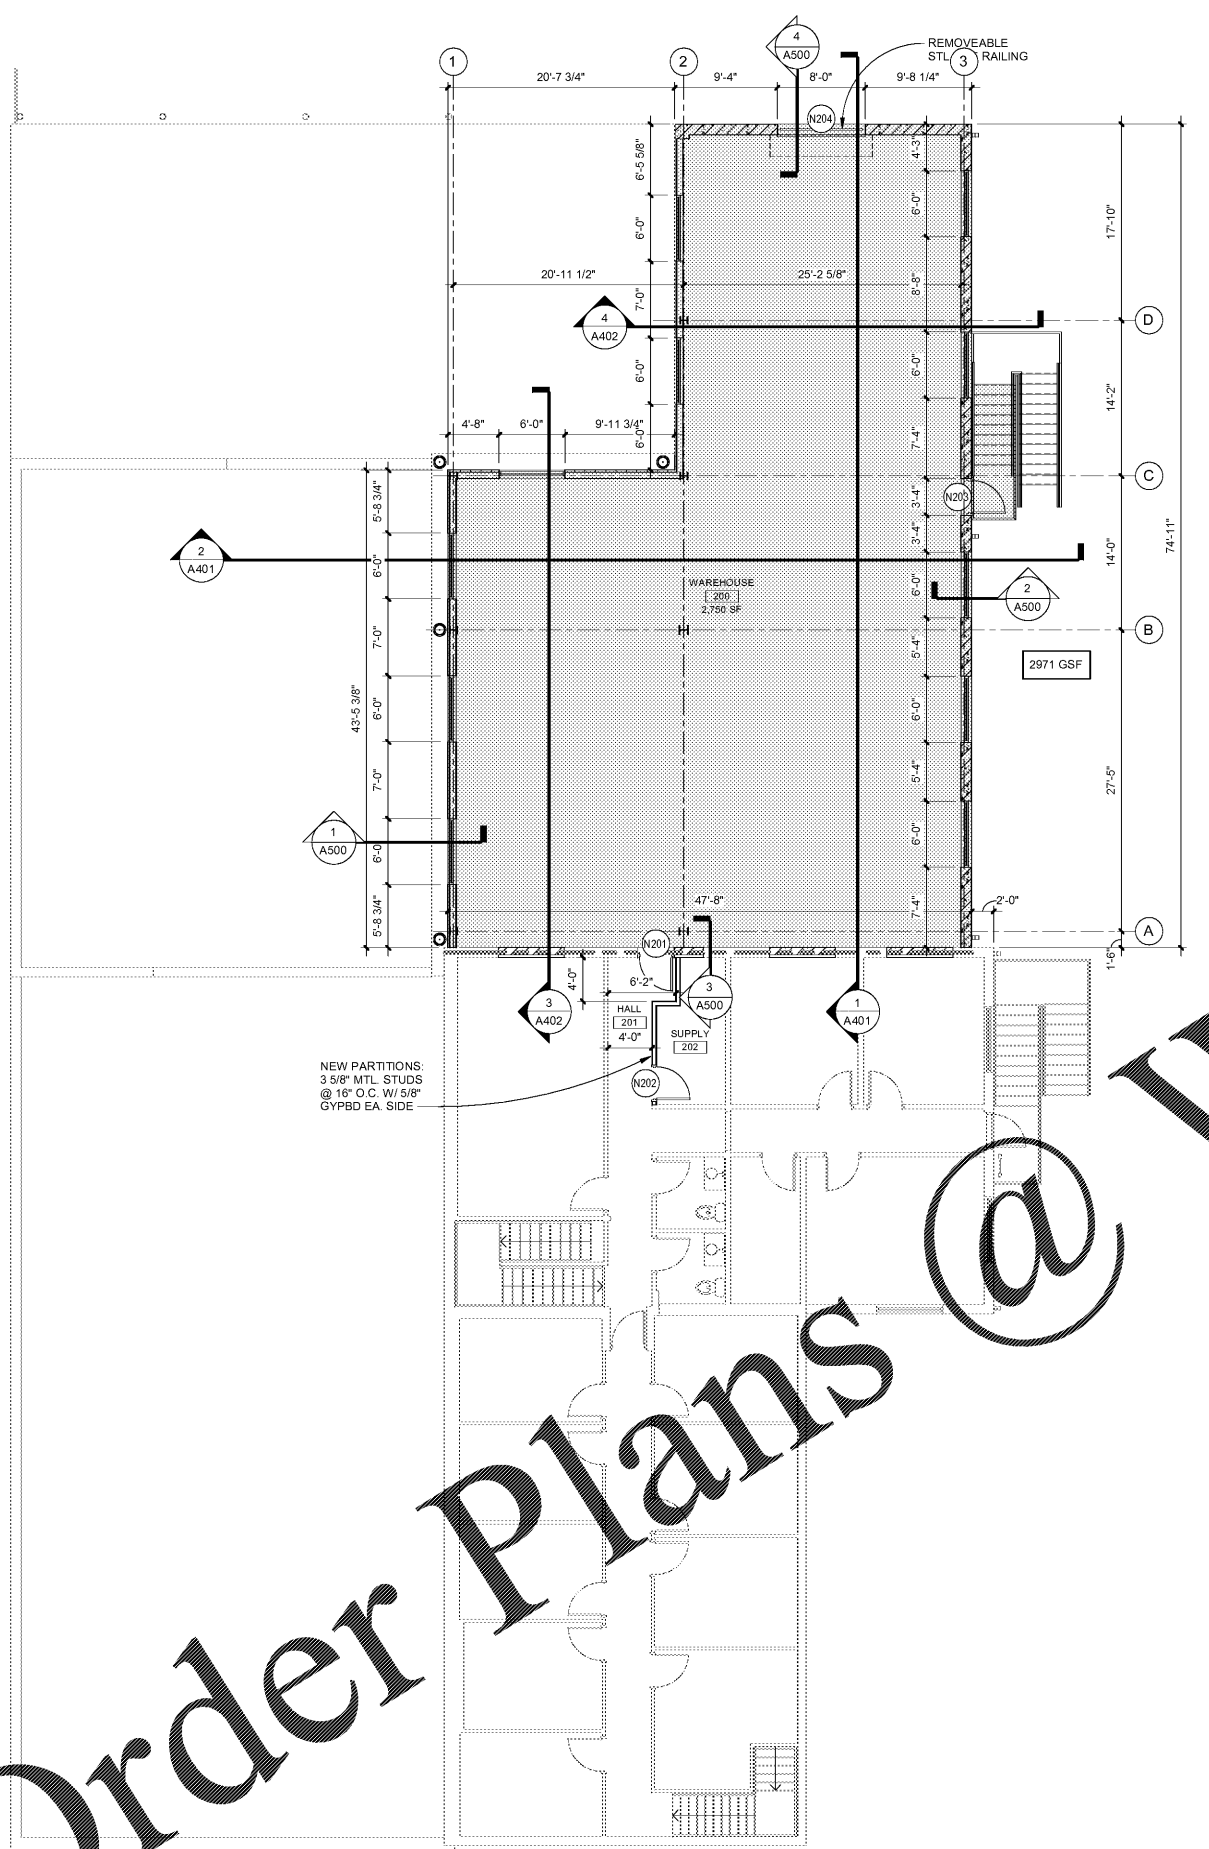 4
A500
REMOVEABLE
RAILING
1
2
3
20'-7 3/4"
9'-4"
8'-0"
9'-8 1/4"
N204
6'-5 5/8"
4'-3"
6'-0"
6'-0"
17'-10"
20'-11 1/2"
25'-2 5/8"
7'-0"
8'-8"
4
A402
D
6'-0"
6'-0"
14'-2"
4'-8"
6'-0"
9'-11 3/4"
6'-0"
7'-4"
C
5'-8 3/4"
N203
3'-4"
3'-4"
74'-11"
2
A401
6'-0"
14'-0"
WAREHOUSE
200
2,750 SF
6'-0"
2
A500
7'-0"
B
5'-4"
2971 GSF
43'-5 3/8"
6'-0"
6'-0"
7'-0"
5'-4"
27'-5"
1
A500
6'-0
6'-0"
5'-8 3/4"
47'-8"
7'-4"
2'-0"
A
N201
1'-6"
4'-0"
6'-2"
3
A402
HALL
201
3
A500
1
A401
4'-0"
SUPPLY
202
NEW PARTITIONS:
3 5/8" MTL. STUDS
@ 16" O.C. W/ 5/8"
GYPBD EA. SIDE
N202
Order Plans @